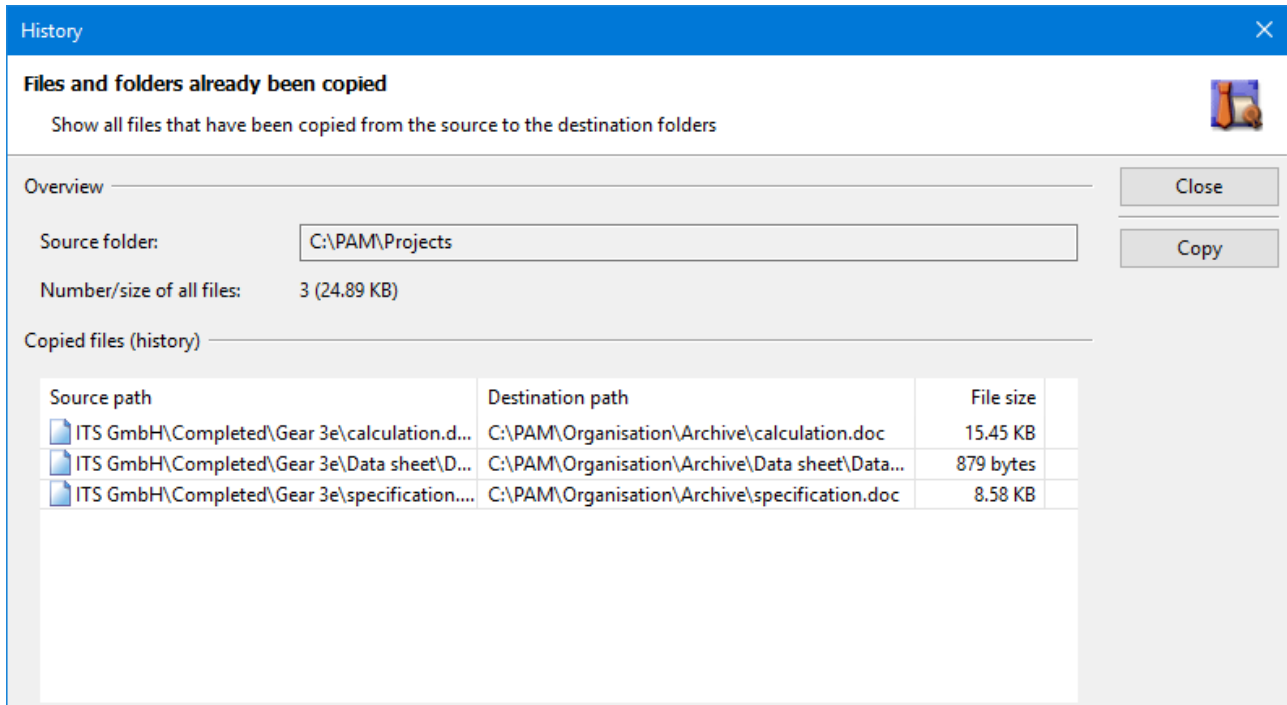 History
Files and folders already been copied
Show all files that have been copied from the source to the destination folders
Overview
Close
Source folder: C:\PAM\Projects
Copy
Number/size of all files: 3 (24.89 KB)
Copied files (history)
Source path Destination path File size
ITS GmbH\Completed\Gear 3e\calculation.d... C:\PAM\Organisation\Archive\calculation.doc 15.45 KB
ITS GmbH\Completed\Gear 3e\Data sheet\D... C:\PAM\Organisation\Archive\Data sheet\Data... 879 bytes
ITS GmbH\Completed\Gear 3e\specification.... C:\PAM\Organisation\Archive\specification.doc 8.58 KB